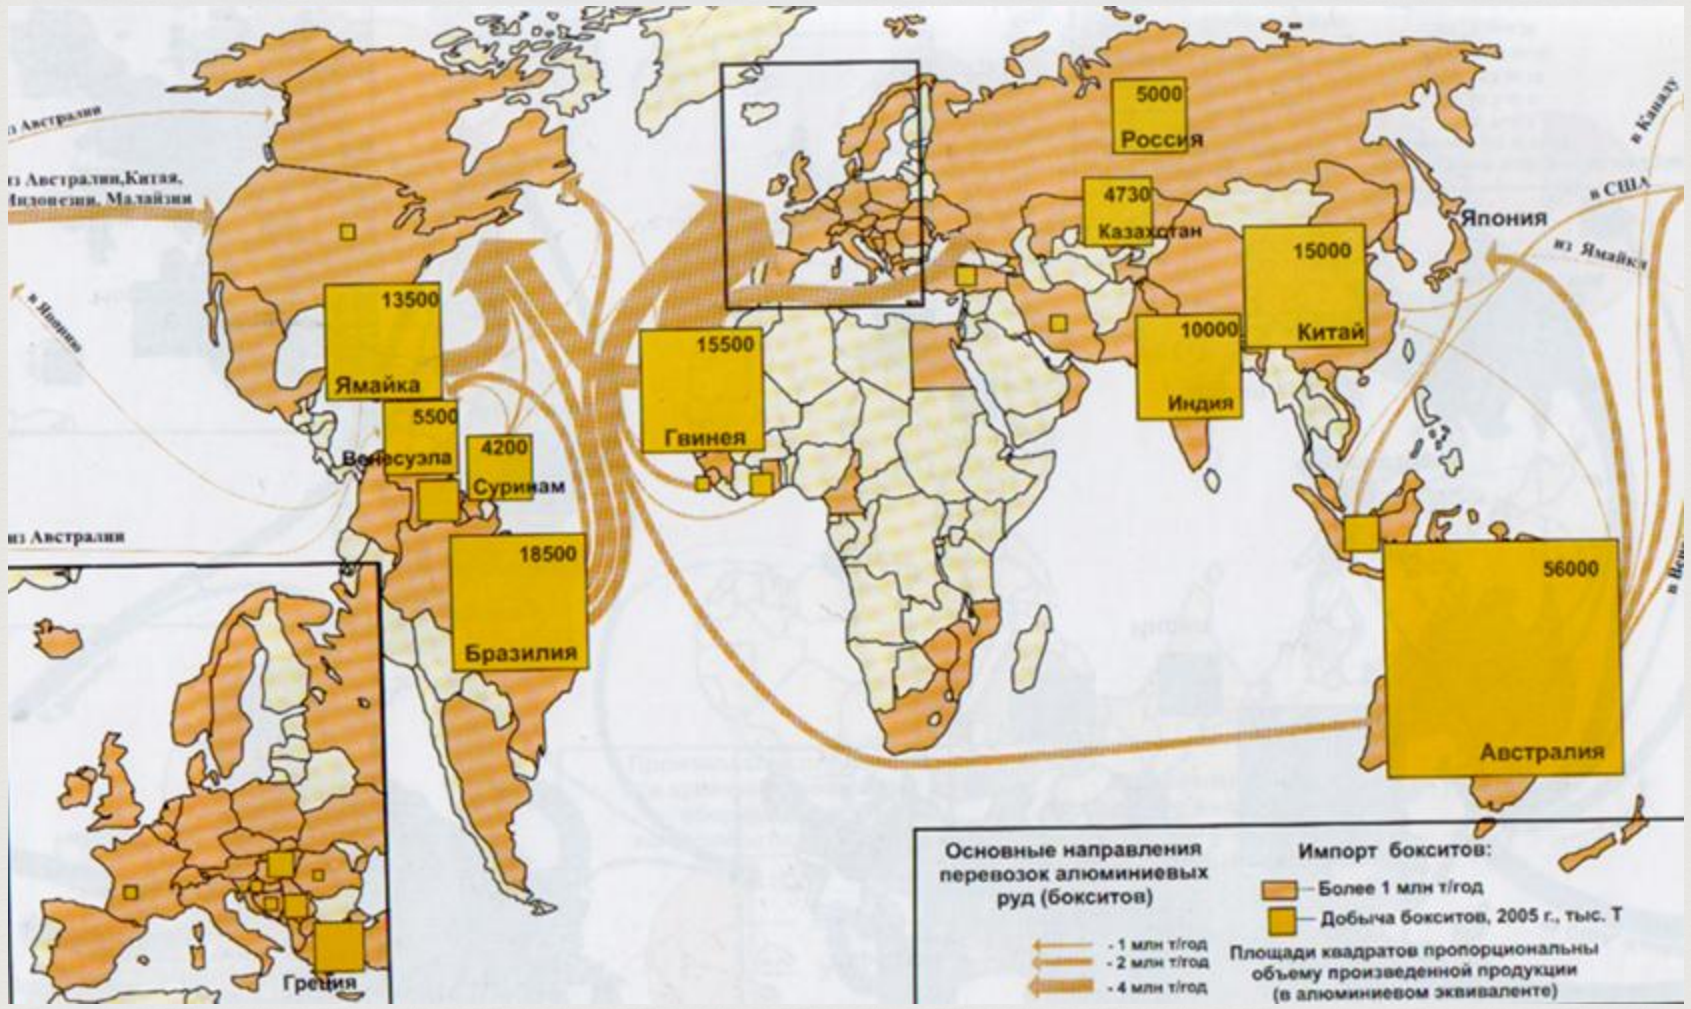 из Австралии
из Австралии,Китая,
Индонезии, Малайзии
в Японию
из Австралии
5000
Россия
4730
Казахстан
15000
Китай
10000
Индия
Япония
в Канаду
в США
из Ямайки
13500
Ямайка
5500
Венесуэла
4200
Суринам
18500
Бразилия
15500
Гвинея
56000
Австралия
Греция
Основные направления
перевозок алюминиевых
руд (бокситов)
- 1 млн т/год
- 2 млн т/год
- 4 млн т/год
Импорт бокситов:
Более 1 млн т/год
Добыча бокситов, 2005 г., тыс. Т
Площади квадратов пропорциональны
объему произведенной продукции
(в алюминиевом эквиваленте)